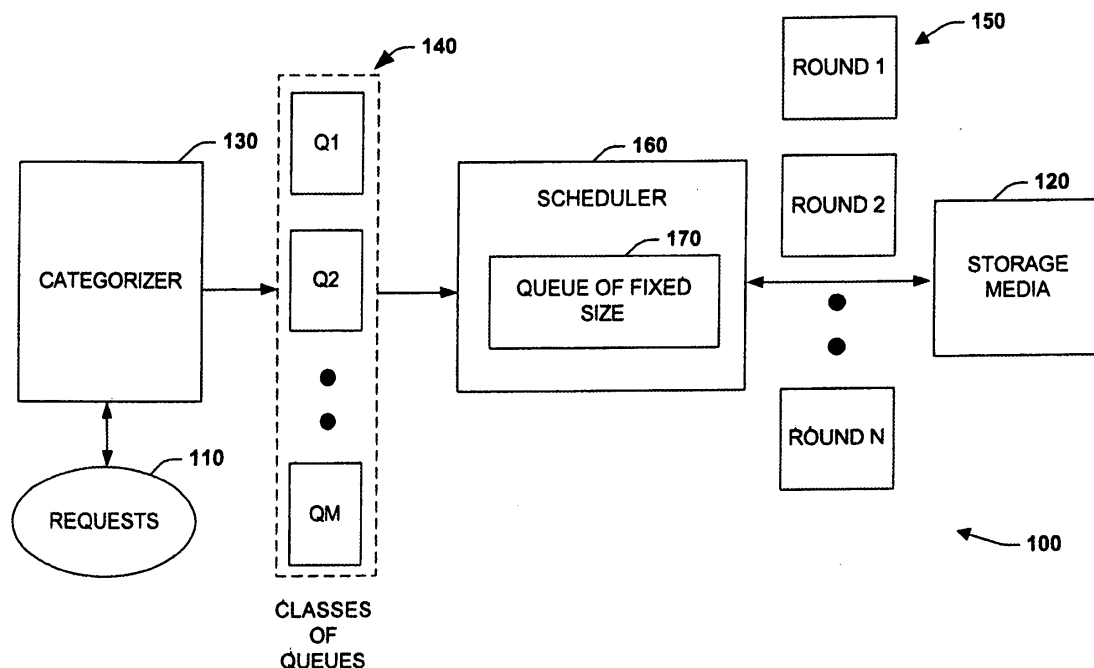 140
150
ROUND 1
130
Q1
160
SCHEDULER
170
QUEUE OF FIXED
SIZE
ROUND 2
120
STORAGE
MEDIA
CATEGORIZER
Q2
ROUND N
110
REQUESTS
QM
100
CLASSES
OF
QUEUES